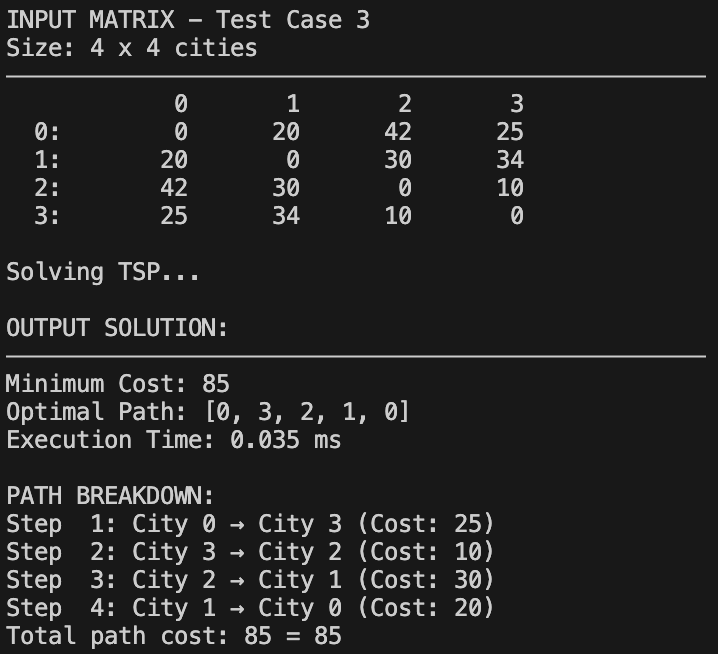 INPUT MATRIX – Test Case 3
Size: 4 x 4 cities
0 1 2 3
0: 0 20 42 25
1: 20 0 30 34
2: 42 30 0 10
3: 25 34 10 0
Solving TSP...
OUTPUT SOLUTION:
Minimum Cost: 85
Optimal Path: [0, 3, 2, 1, 0]
Execution Time: 0.035 ms
PATH BREAKDOWN:
Step 1: City 0 → City 3 (Cost: 25)
Step 2: City 3 → City 2 (Cost: 10)
Step 3: City 2 → City 1 (Cost: 30)
Step 4: City 1 → City 0 (Cost: 20)
Total path cost: 85 = 85